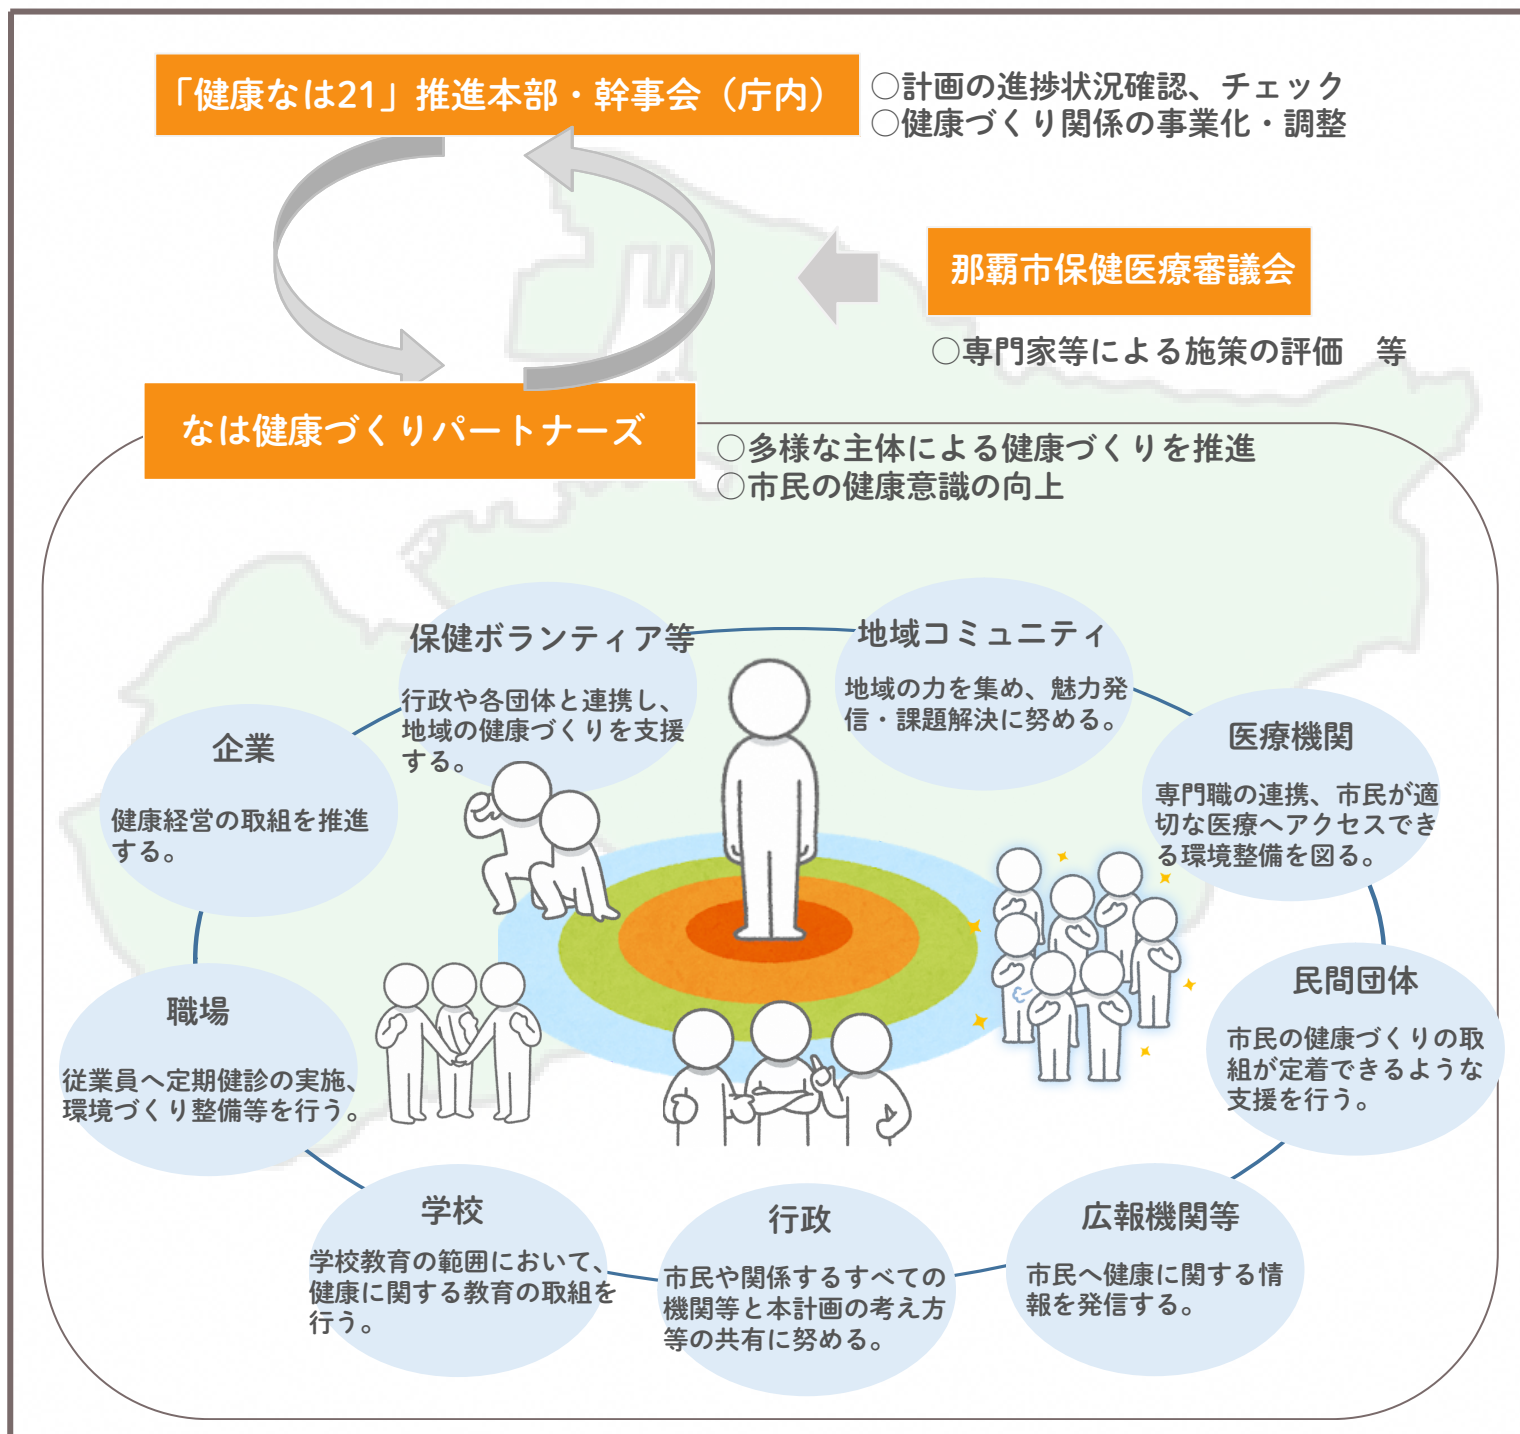 「健康なは21」推進本部・幹事会（庁内）
○計画の進捗状況確認、チェック
○健康づくり関係の事業化・調整
那覇市保健医療審議会
○専門家等による施策の評価　等
なは健康づくりパートナーズ
○多様な主体による健康づくりを推進
○市民の健康意識の向上
保健ボランティア等
行政や各団体と連携し、
地域の健康づくりを支援
する。
地域コミュニティ
地域の力を集め、魅力発
信・課題解決に努める。
企業
健康経営の取組を推進
する。
医療機関
専門職の連携、市民が適
切な医療へアクセスでき
る環境整備を図る。
職場
従業員へ定期健診の実施、
環境づくり整備等を行う。
民間団体
市民の健康づくりの取
組が定着できるような
支援を行う。
学校
学校教育の範囲において、
健康に関する教育の取組を
行う。
行政
市民や関係するすべての
機関等と本計画の考え方
等の共有に努める。
広報機関等
市民へ健康に関する情
報を発信する。